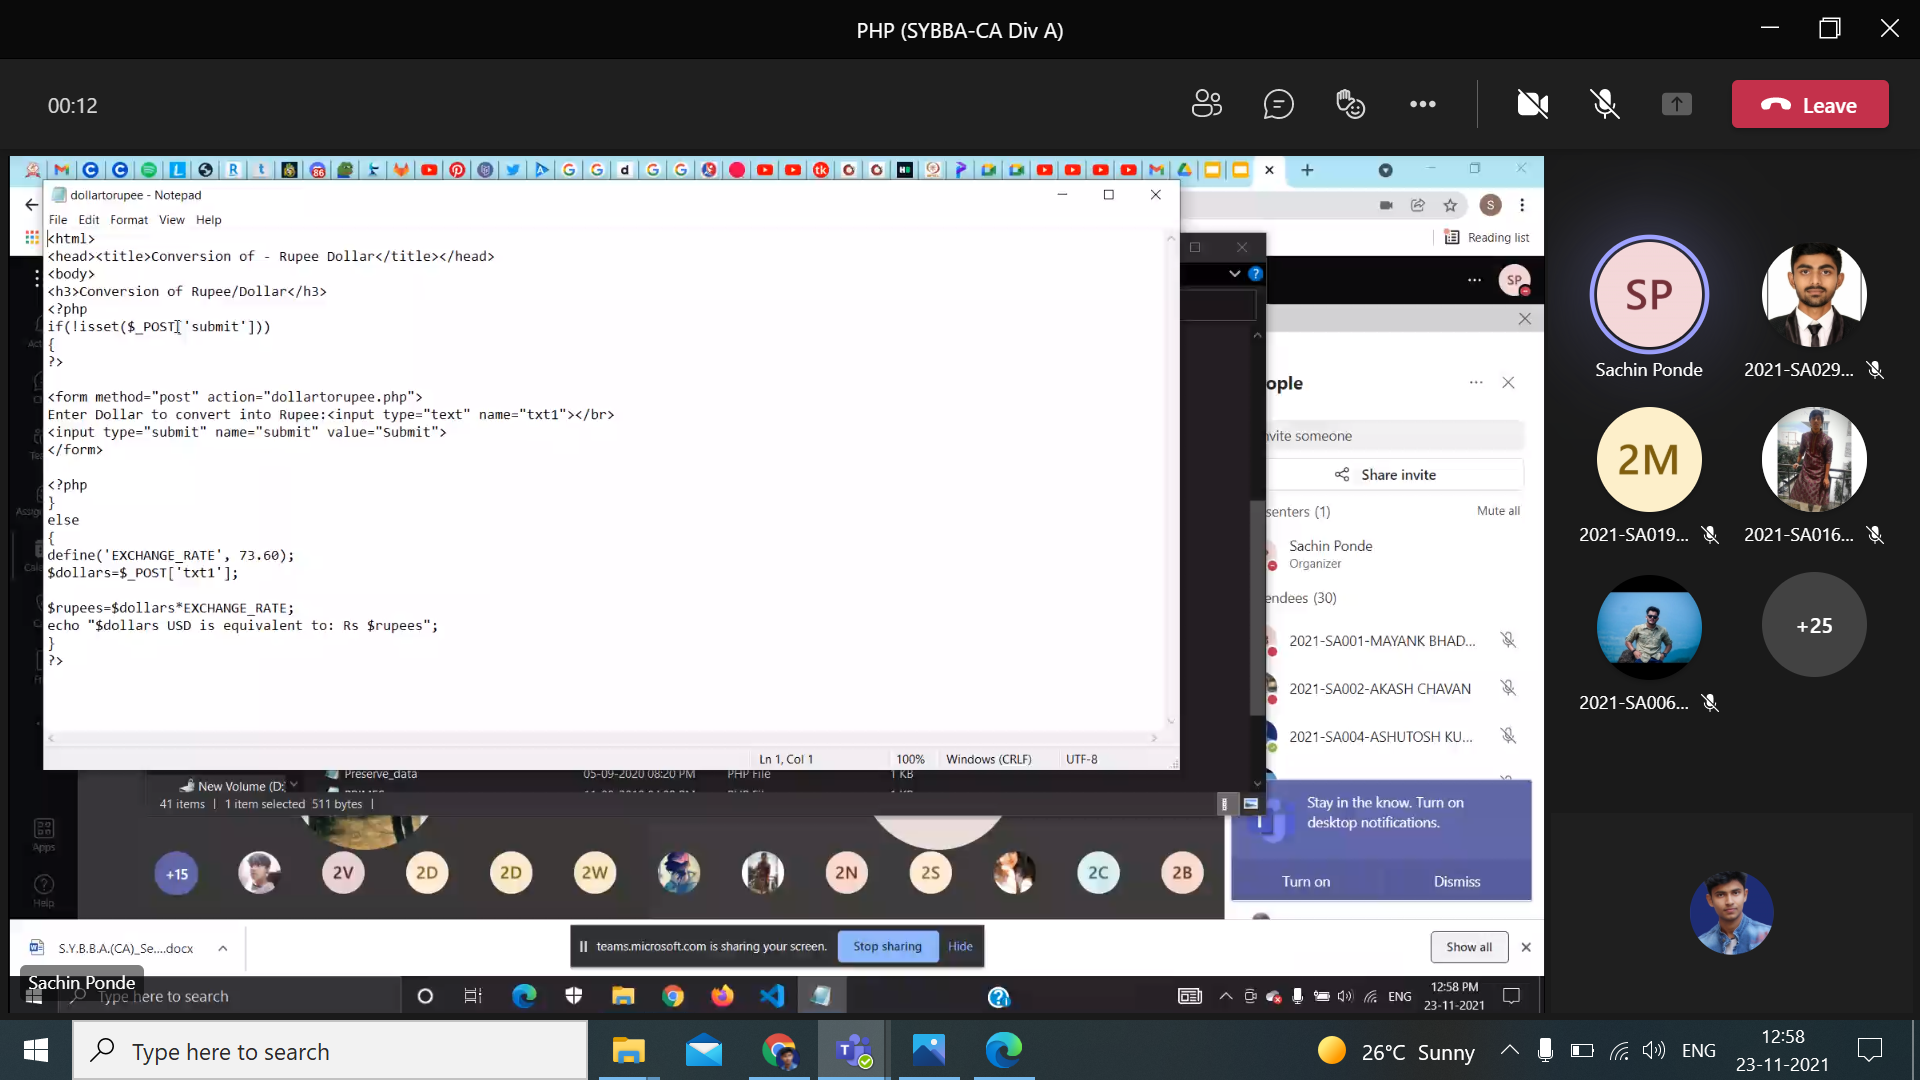 PHP (SYBBA-CA Div A)
00:12
Leave
dollartorupee - Notepad
File Edit Format View Help
<html>
<head><title>Conversion of - Rupee Dollar</title></head>
<body>
<h3>Conversion of Rupee/Dollar</h3>
<?php
if(!isset($_POST['submit']))
{
?>
<form method="post" action="dollartorupee.php">
Enter Dollar to convert into Rupee:<input type="text" name="txt1"></br>
<input type="submit" name="submit" value="Submit">
</form>
<?php
}
else
{
define('EXCHANGE_RATE', 73.60);
$dollars=$_POST['txt1'];
$rupees=$dollars*EXCHANGE_RATE;
echo "$dollars USD is equivalent to: Rs $rupees";
}
?>
Ln 1, Col 1 100% Windows (CRLF) UTF-8
Preserve_data 05-09-2020 08:20 PM PHP File 1 KB
New Volume (D:
41 items 1 item selected 511 bytes
Reading list
S
SP
ople
vite someone
Share invite
senters (1) Mute all
Sachin Ponde
Organizer
endees (30)
2021-SA001-MAYANK BHAD...
2021-SA002-AKASH CHAVAN
2021-SA004-ASHUTOSH KU...
Stay in the know. Turn on
desktop notifications.
Turn on Dismiss
Apps
Help
+15 2V 2D 2D 2W 2N 2S 2C 2B
S.Y.B.B.A.(CA)_Se....docx
teams.microsoft.com is sharing your screen. Stop sharing Hide
Show all
Sachin Ponde
Type here to search
ENG
12:58 PM
23-11-2021
SP
Sachin Ponde
2021-SA029...
2M
2021-SA019...
2021-SA016...
2021-SA006...
+25
Type here to search
26°C Sunny
ENG
12:58
23-11-2021